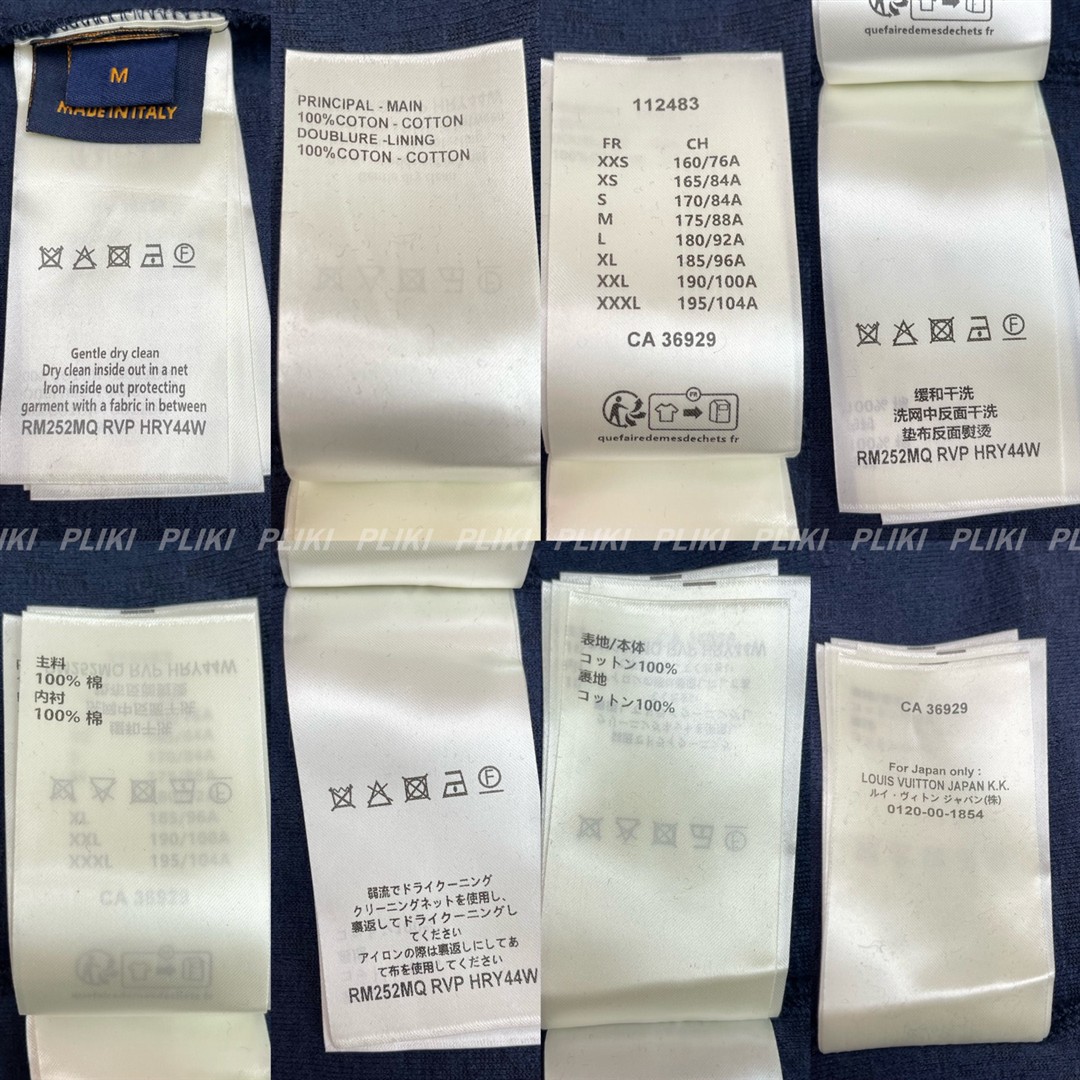 M
MADE IN ITALY
Gentle dry clean
Dry clean inside out in a net
Iron inside out protecting
garment with a fabric in between
RM252MQ RVP HRY44W
PRINCIPAL - MAIN
100%COTON - COTTON
DOUBLURE -LINING
100%COTON - COTTON
112483
FR CH
XXS 160/76A
XS 165/84A
S 170/84A
M 175/88A
L 180/92A
XL 185/96A
XXL 190/100A
XXXL 195/104A
CA 36929
FR
quefairedemesdechets fr
quefairedemesdechets fr
F
缓和干洗
洗网中反面干洗
垫布反面熨烫
RM252MQ RVP HRY44W
IKI PLIKI PLIKI PLIKI PLIKI PLIKI PLIKI PLIKI PLIKI PLIKI PLIKI
主料
100% 棉
内衬
100% 棉
XL 185/96A
XXL 190/100A
XXXL 195/104A
CA 36929
F
弱流でドライクーニング
クリーニングネットを使用し、
裏返してドライクーニングし
てください
アイロンの際は裏返しにしてあ
て布を使用してください
RM252MQ RVP HRY44W
表地/本体
コットン100%
裏地
コットン100%
CA 36929
For Japan only :
LOUIS VUITTON JAPAN K.K.
ルイ・ヴィトン ジャパン(株)
0120-00-1854